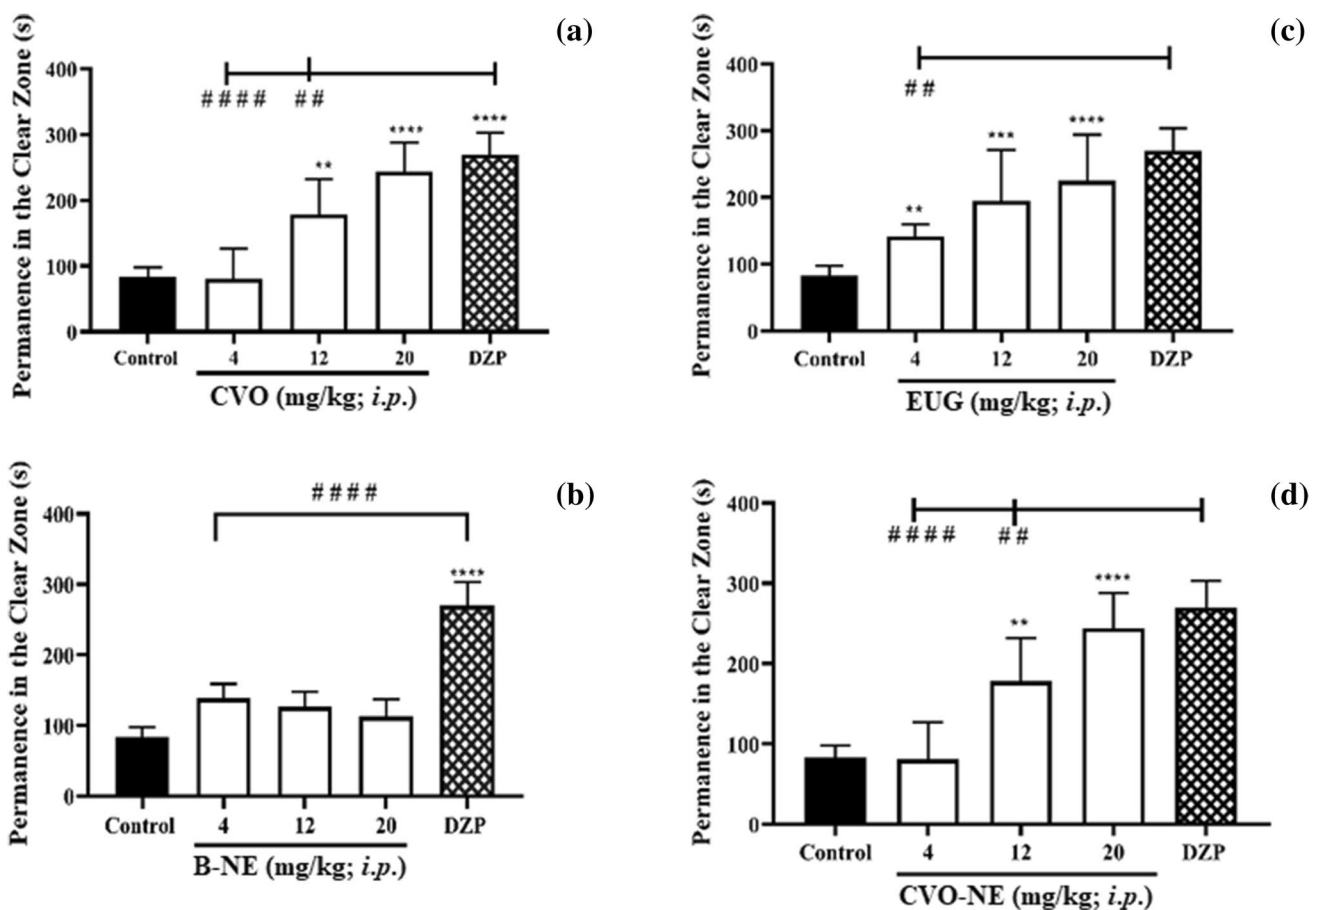 (a)
Permanence in the Clear Zone (s)
400
300
200
100
0
#### ##
** **** ****
Control 4 12 20 DZP
CVO (mg/kg; i.p.)
(c)
Permanence in the Clear Zone (s)
400
300
200
100
0
##
** *** ****
Control 4 12 20 DZP
EUG (mg/kg; i.p.)
(b)
Permanence in the Clear Zone (s)
400
300
200
100
0
####
****
Control 4 12 20 DZP
B-NE (mg/kg; i.p.)
(d)
Permanence in the Clear Zone (s)
400
300
200
100
0
#### ##
** ****
Control 4 12 20 DZP
CVO-NE (mg/kg; i.p.)